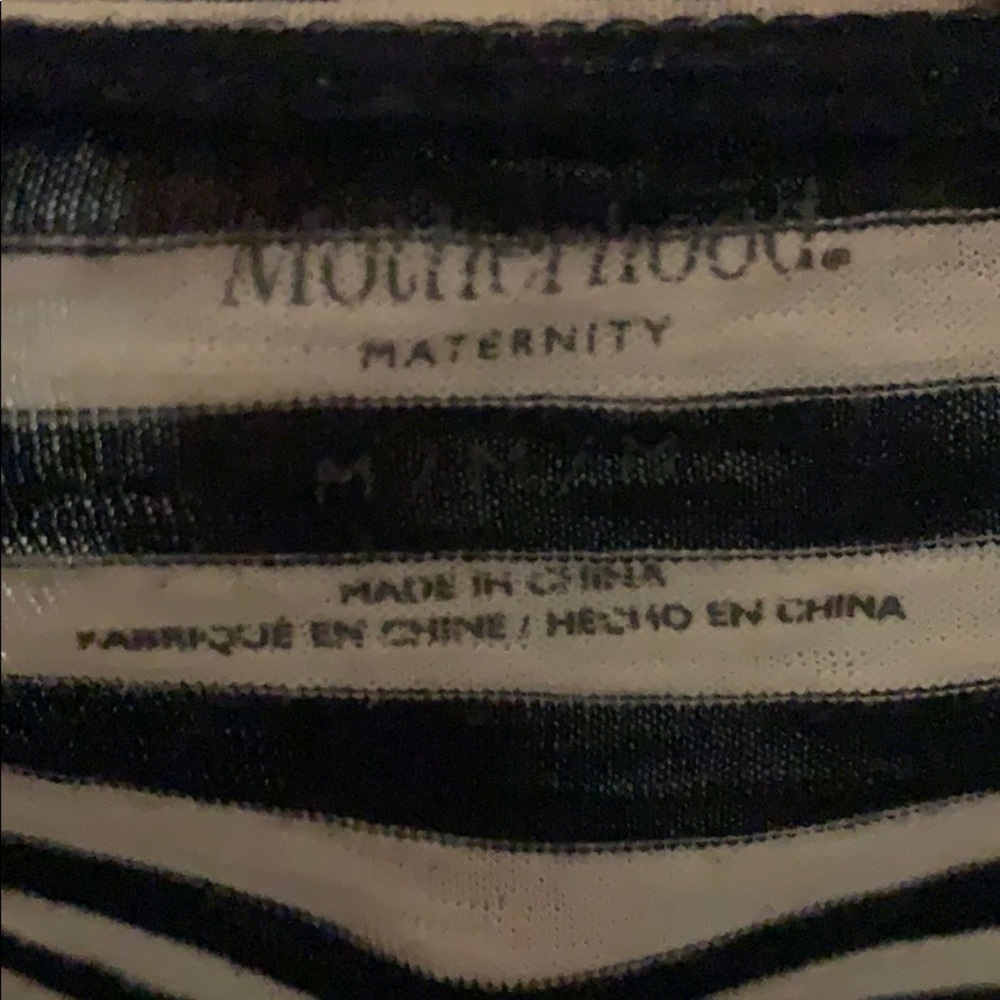 Motherhood®
MATERNITY
M / M / M
MADE IN CHINA
FABRIQUÉ EN CHINE / HECHO EN CHINA